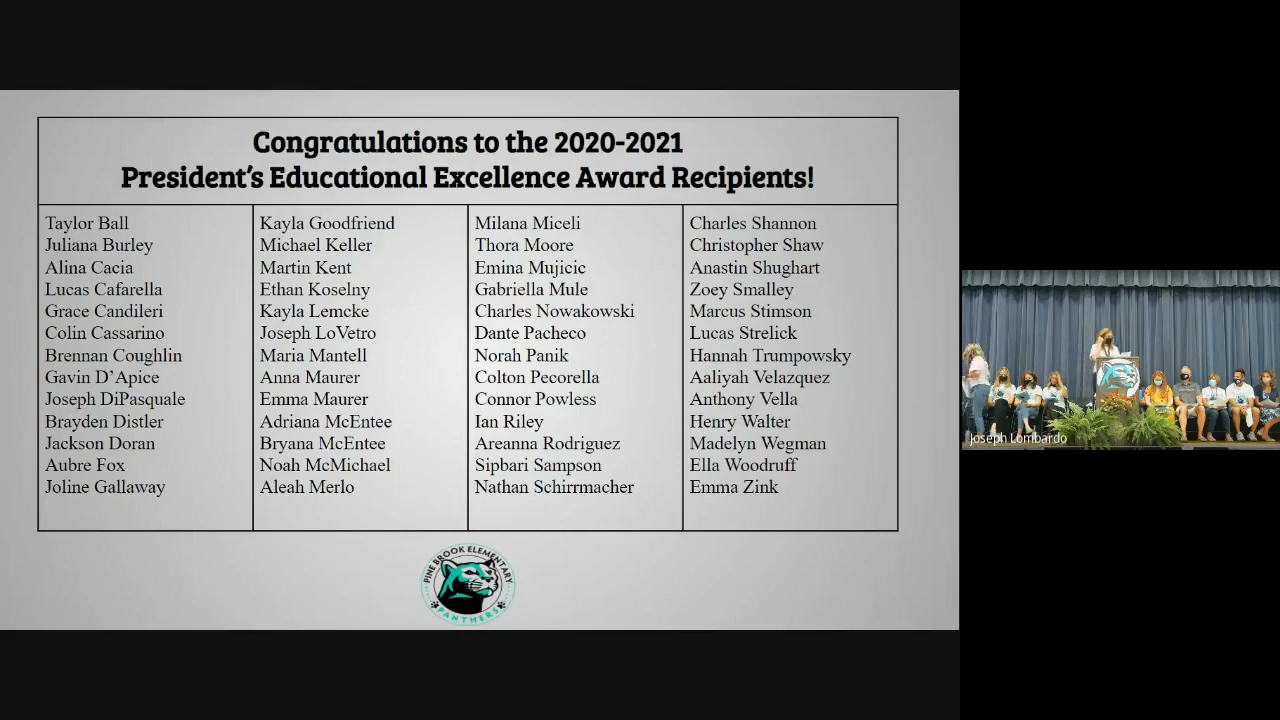 Congratulations to the 2020-2021
President's Educational Excellence Award Recipients!
Taylor Ball
Juliana Burley
Alina Cacia
Lucas Cafarella
Grace Candileri
Colin Cassarino
Brennan Coughlin
Gavin D'Apice
Joseph DiPasquale
Brayden Distler
Jackson Doran
Aubre Fox
Joline Gallaway
Kayla Goodfriend
Michael Keller
Martin Kent
Ethan Koselny
Kayla Lemcke
Joseph LoVetro
Maria Mantell
Anna Maurer
Emma Maurer
Adriana McEntee
Bryana McEntee
Noah McMichael
Aleah Merlo
Milana Miceli
Thora Moore
Emina Mujicic
Gabriella Mule
Charles Nowakowski
Dante Pacheco
Norah Panik
Colton Pecorella
Connor Powless
Ian Riley
Areanna Rodriguez
Sipbari Sampson
Nathan Schirrmacher
Charles Shannon
Christopher Shaw
Anastin Shughart
Zoey Smalley
Marcus Stimson
Lucas Strelick
Hannah Trumpowsky
Aaliyah Velazquez
Anthony Vella
Henry Walter
Madelyn Wegman
Ella Woodruff
Emma Zink
PINE BROOK ELEMENTARY
PANTHERS
Joseph Lombardo